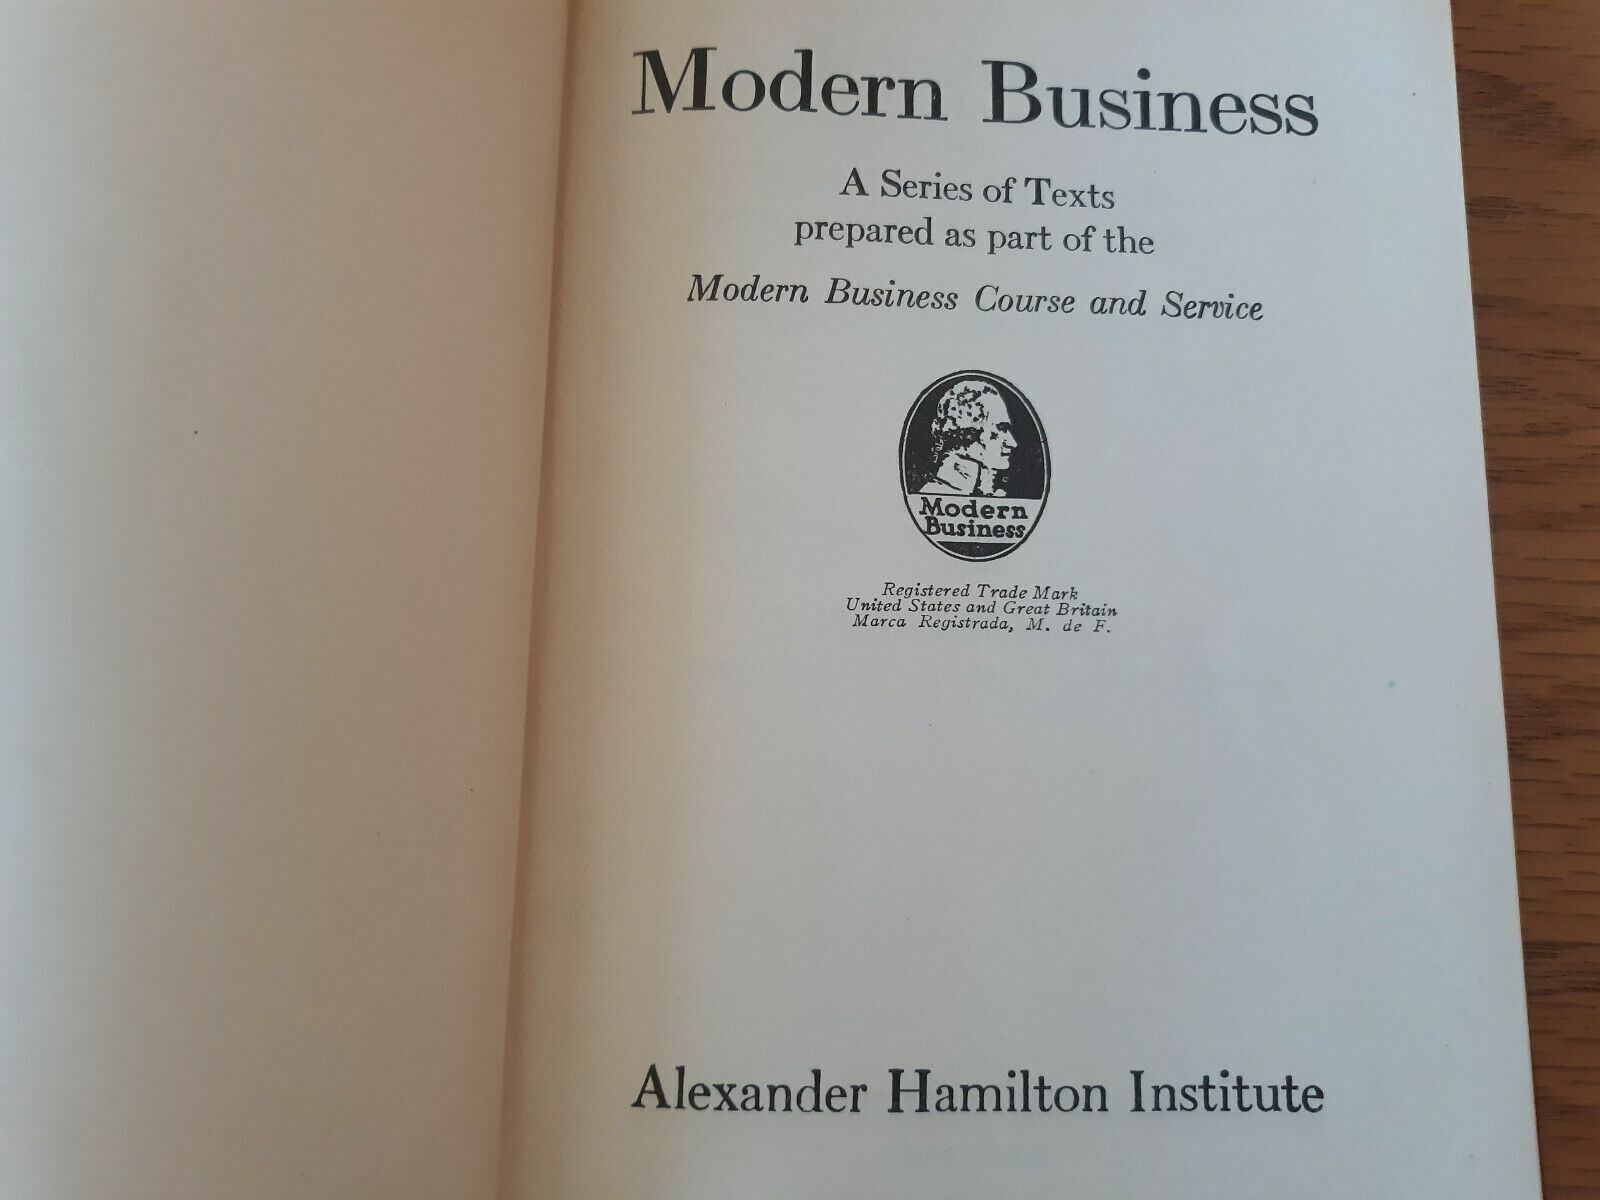 Modern Business
A Series of Texts
prepared as part of the
Modern Business Course and Service
Modern
Business
Registered Trade Mark
United States and Great Britain
Marca Registrada, M. de F.
Alexander Hamilton Institute